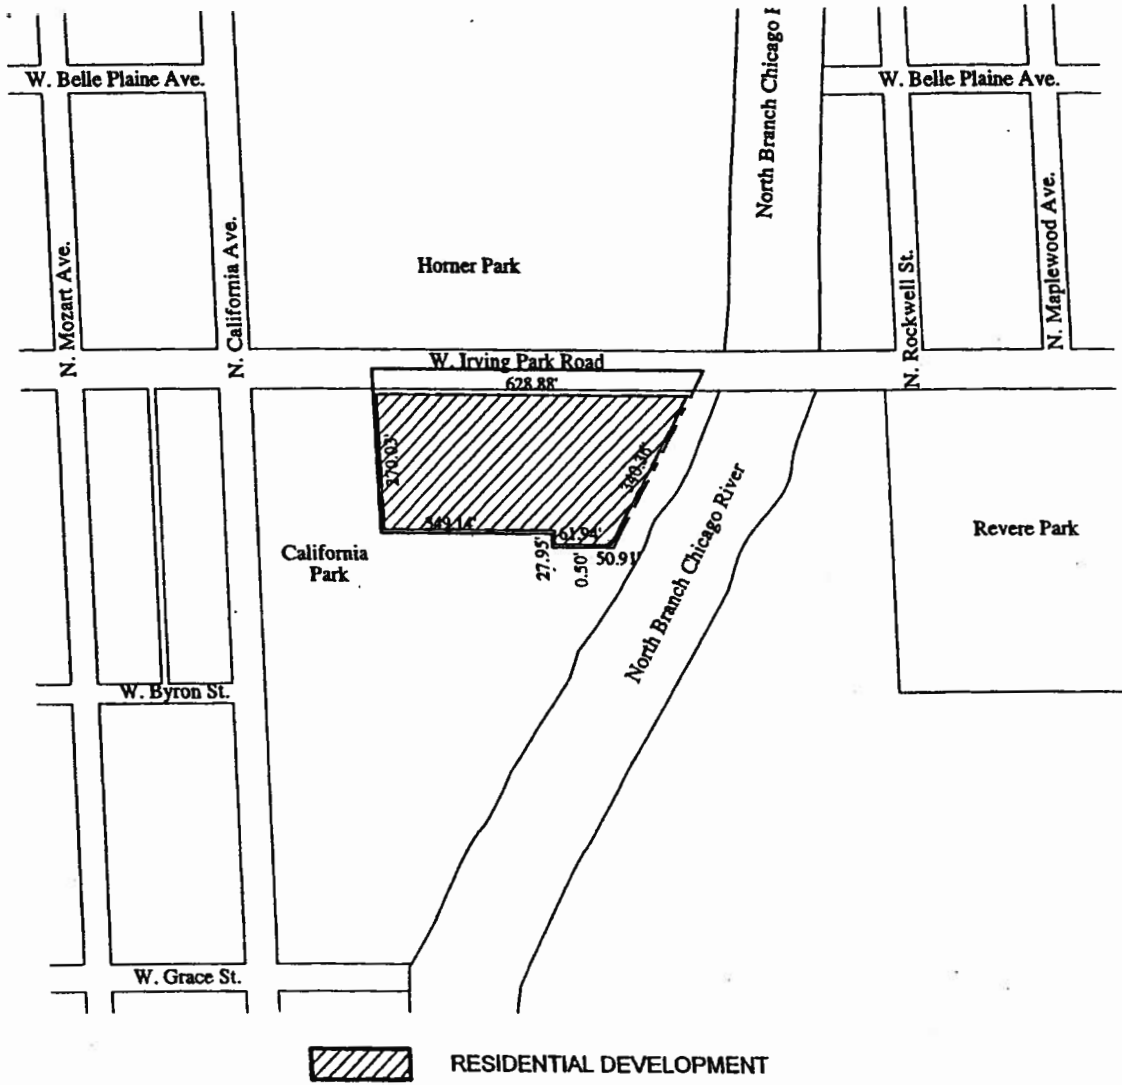 North Branch Chicago
W. Belle Plaine Ave.
W. Belle Plaine Ave.
N. Mozart Ave.
N. California Ave.
Horner Park
N. Rockwell St.
N. Maplewood Ave.
W. Irving Park Road
628.88'
270.03'
340.36'
349.14'
61.94'
27.95'
0.50'
50.91'
California
Park
North Branch Chicago River
Revere Park
W. Byron St.
W. Grace St.
RESIDENTIAL DEVELOPMENT